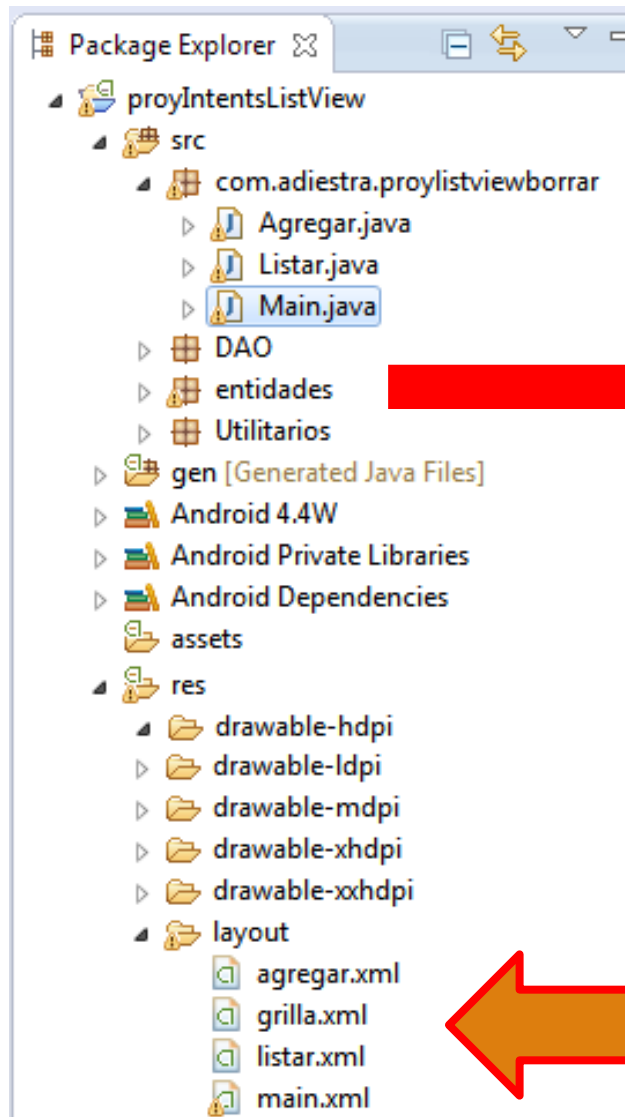 Package Explorer
proyIntentsListView
src
com.adiestra.proylistviewborrar
Agregar.java
Listar.java
Main.java
DAO
entidades
Utilitarios
gen [Generated Java Files]
Android 4.4W
Android Private Libraries
Android Dependencies
assets
res
drawable-hdpi
drawable-ldpi
drawable-mdpi
drawable-xhdpi
drawable-xxhdpi
layout
agregar.xml
grilla.xml
listar.xml
main.xml